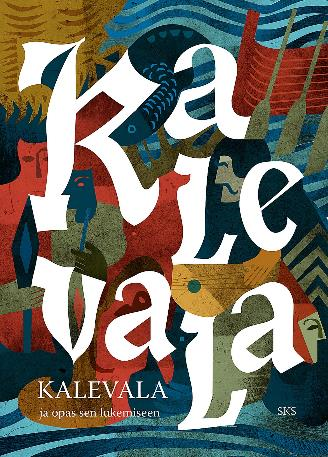 Ka
Le
va
La
KALEVALA
ja opas sen lukemiseen
SKS